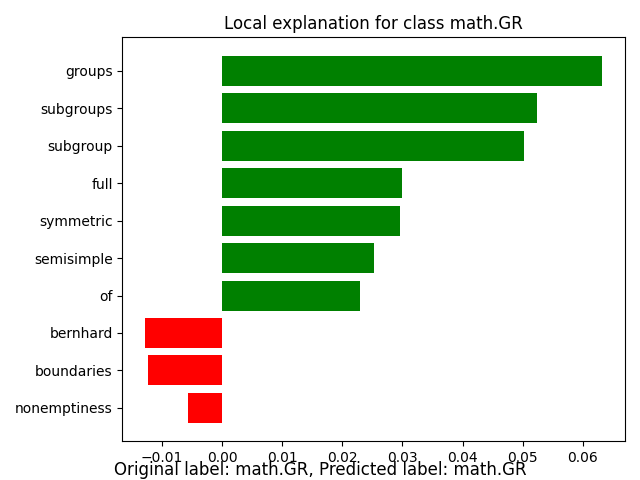 Local explanation for class math.GR
groups
subgroups
subgroup
full
symmetric
semisimple
of
bernhard
boundaries
nonemptiness
−0.01 0.00 0.01 0.02 0.03 0.04 0.05 0.06
Original label: math.GR, Predicted label: math.GR